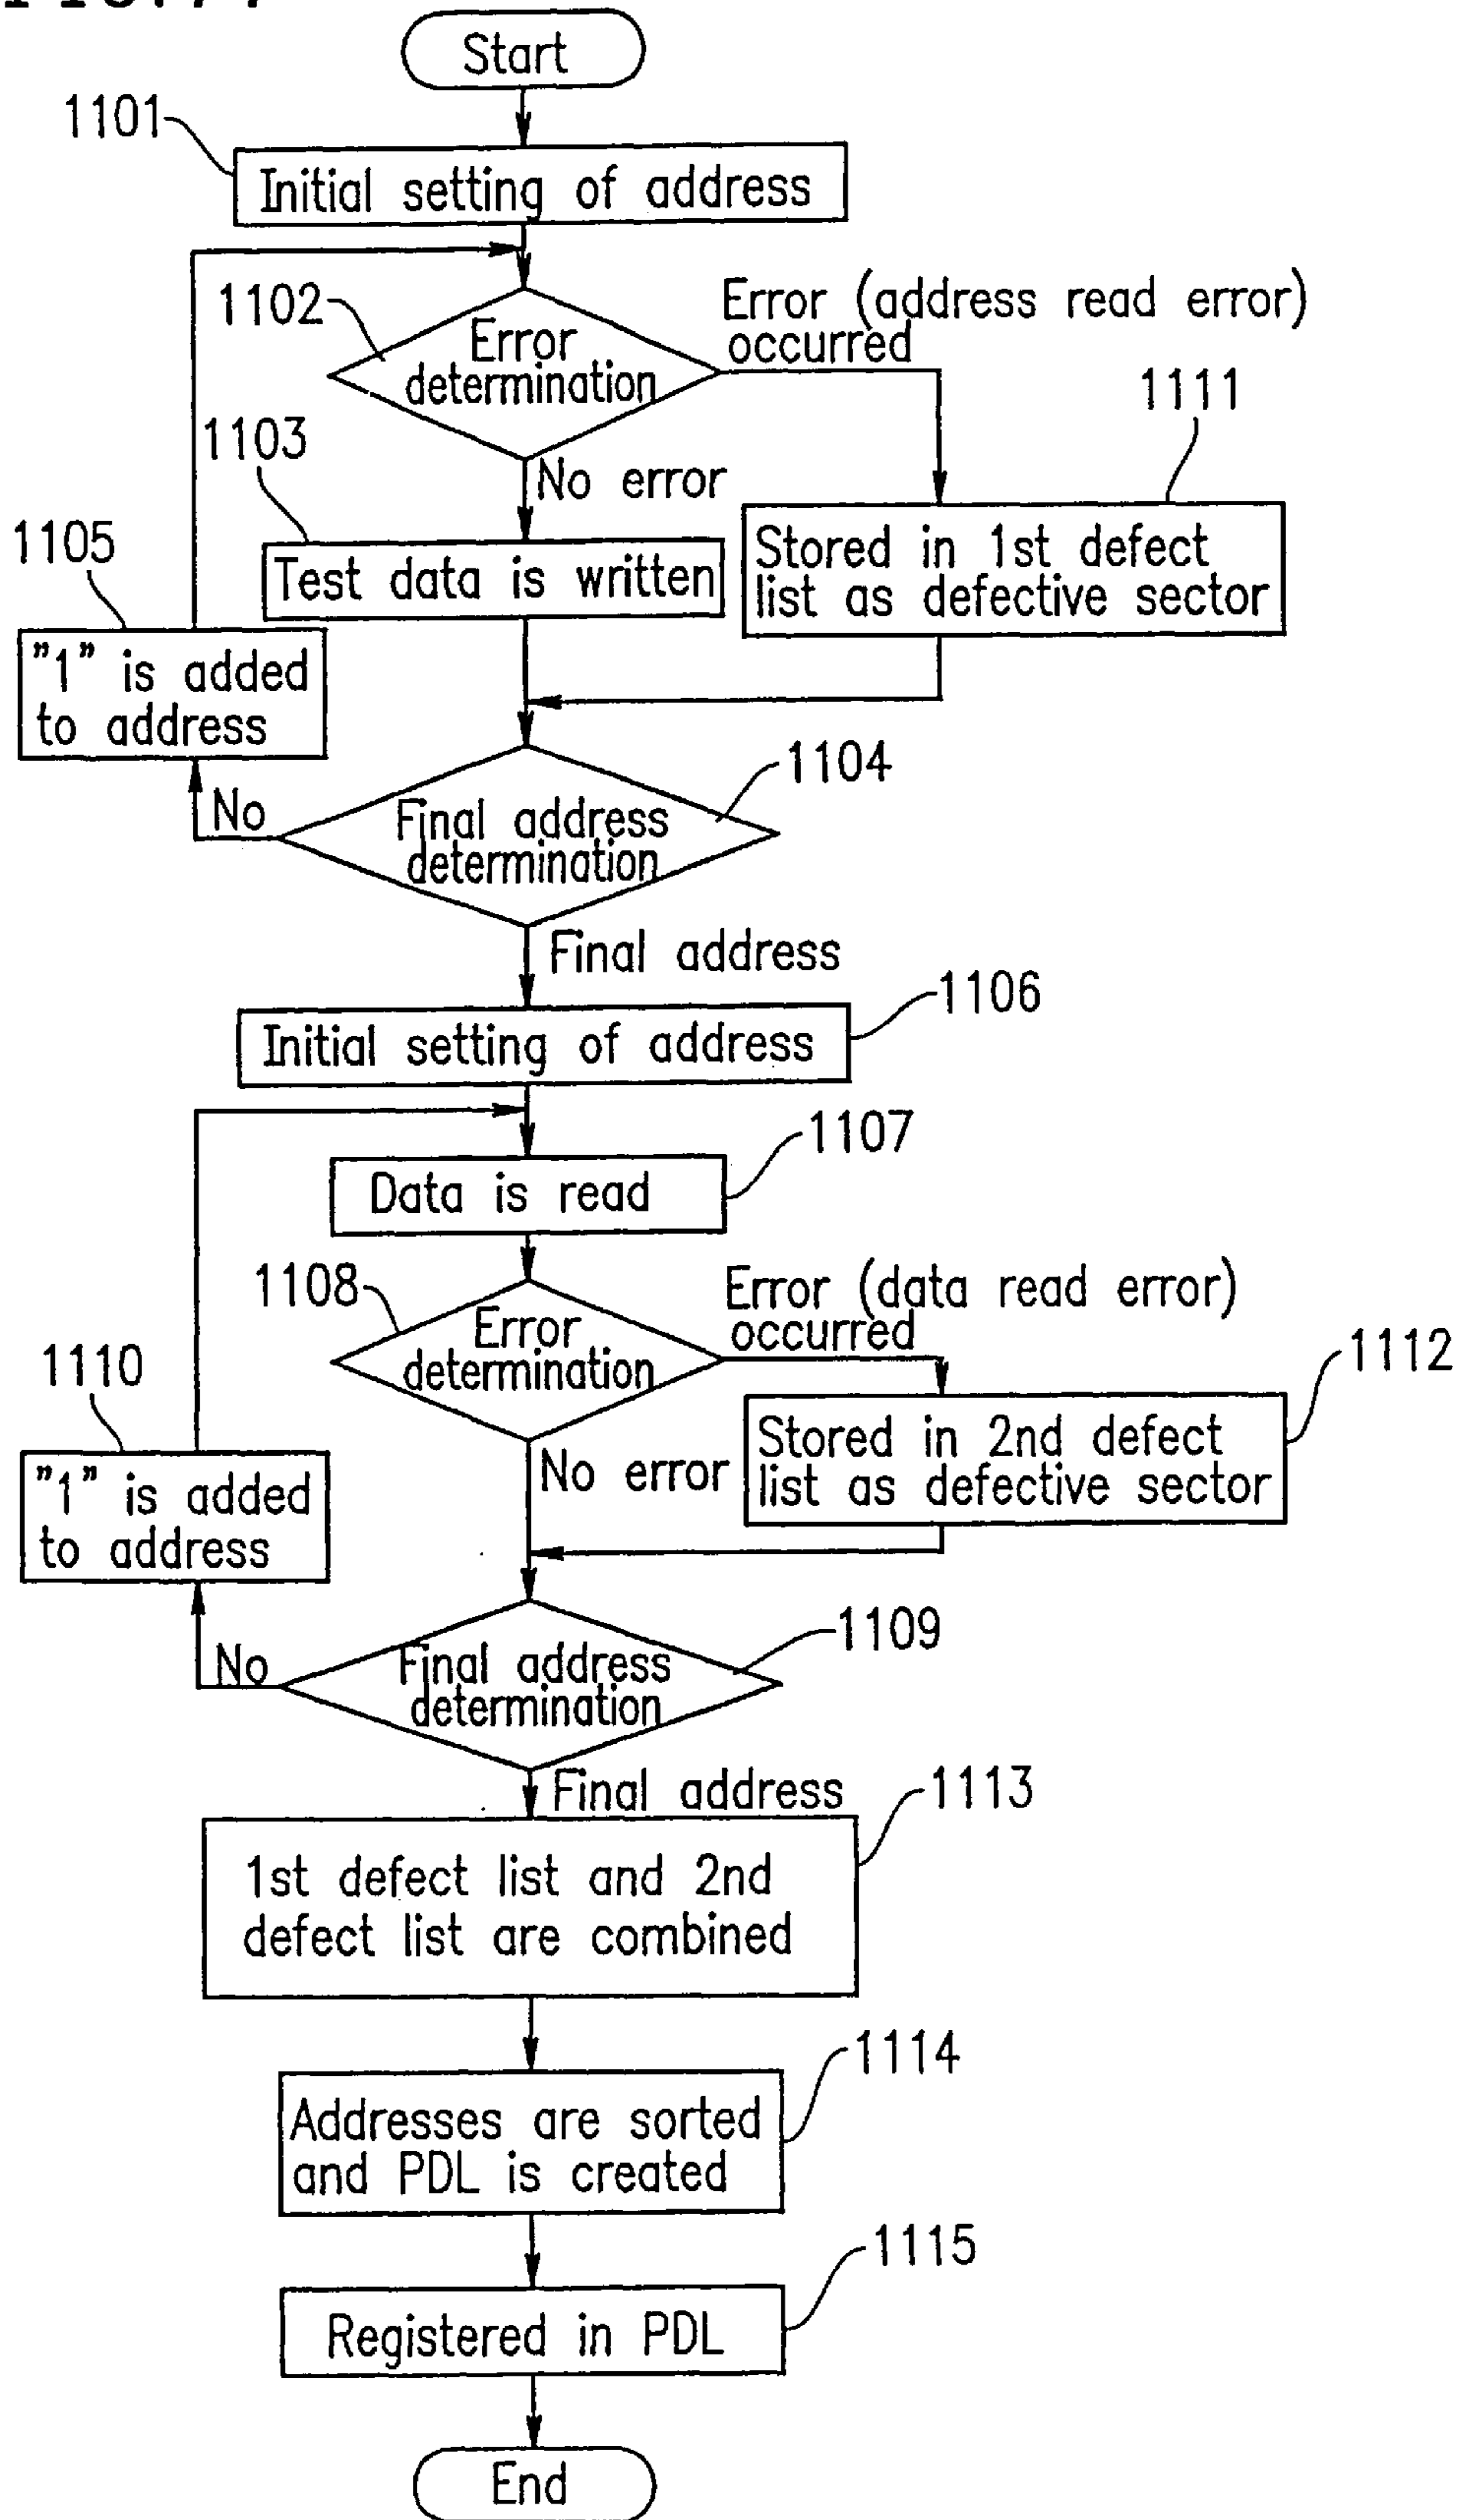 Start
1101
Initial setting of address
1102
Error
determination
Error (address read error)
occurred
1111
1103
No error
1105
Test data is written
Stored in 1st defect
list as defective sector
"1" is added
to address
1104
No
Final address
determination
Final address
1106
Initial setting of address
1107
Data is read
1108
Error
determination
Error (data read error)
occurred
1112
1110
No error
Stored in 2nd defect
list as defective sector
"1" is added
to address
1109
No
Final address
determination
Final address
1113
1st defect list and 2nd
defect list are combined
1114
Addresses are sorted
and PDL is created
1115
Registered in PDL
End